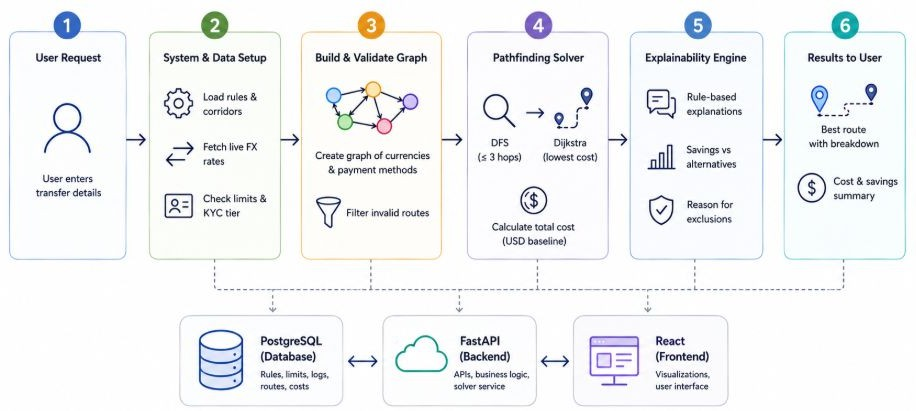 1
User Request
User enters
transfer details
2
System & Data Setup
Load rules &
corridors
Fetch live FX
rates
Check limits &
KYC tier
3
Build & Validate Graph
Create graph of currencies
& payment methods
Filter invalid routes
4
Pathfinding Solver
DFS
(≤ 3 hops)
Dijkstra
(lowest cost)
$
Calculate total cost
(USD baseline)
5
Explainability Engine
Rule-based
explanations
Savings vs
alternatives
Reason for
exclusions
6
Results to User
Best route
with breakdown
$
Cost & savings
summary
PostgreSQL
(Database)
Rules, limits, logs,
routes, costs
FastAPI
(Backend)
APIs, business logic,
solver service
React
(Frontend)
Visualizations,
user interface